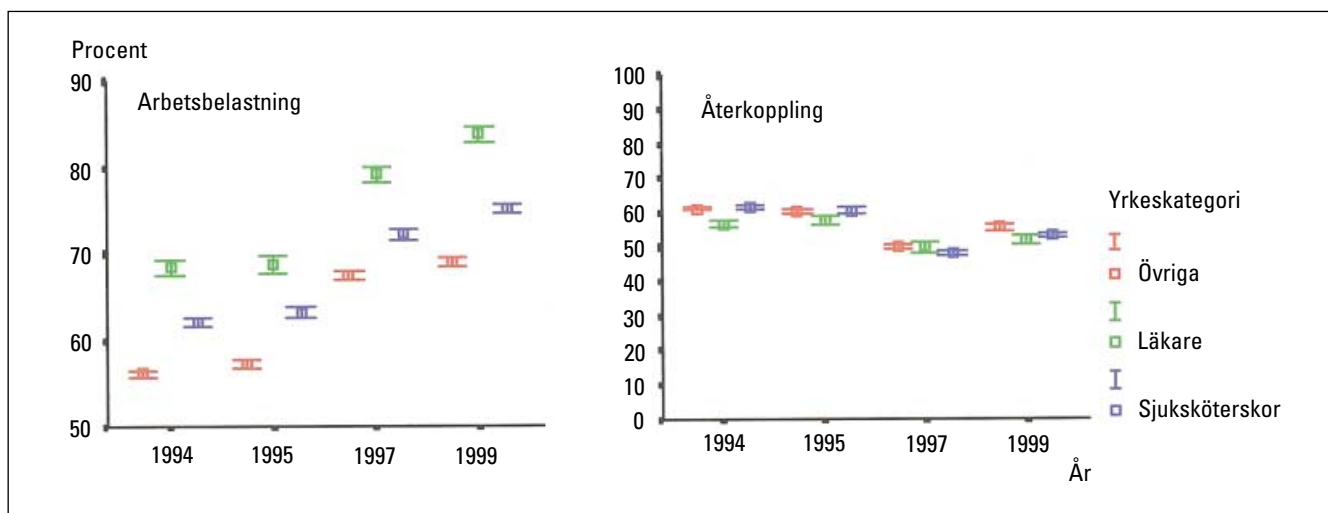 Procent
90
80
70
60
50
Arbetsbelastning
1994 1995 1997 1999
100
90
80
70
60
50
40
30
20
10
0
Återkoppling
1994 1995 1997 1999
År
Yrkeskategori
Övriga
Läkare
Sjuksköterskor